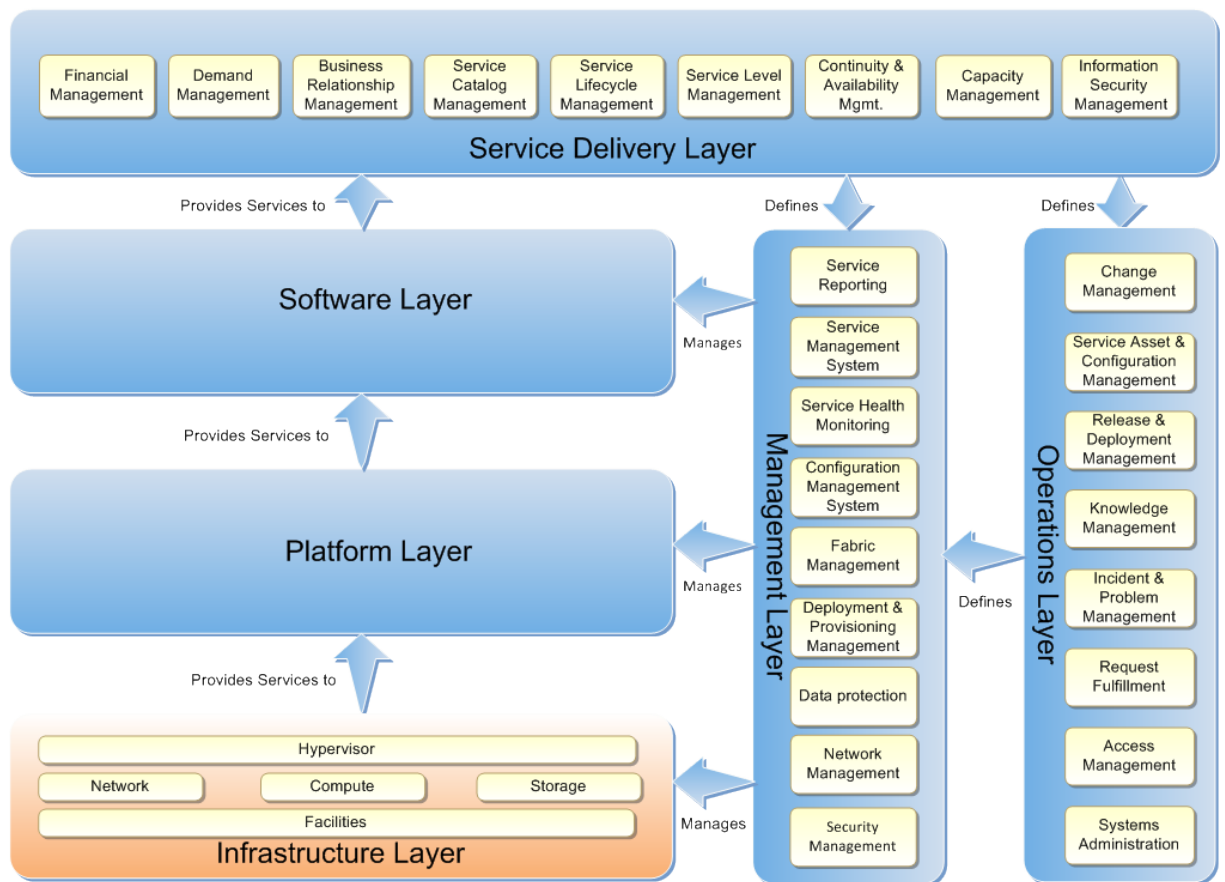 Financial
Management
Demand
Management
Business
Relationship
Management
Service
Catalog
Management
Service
Lifecycle
Management
Service Level
Management
Continuity &
Availability
Mgmt.
Capacity
Management
Information
Security
Management
Service Delivery Layer
Provides Services to
Defines
Defines
Software Layer
Manages
Provides Services to
Platform Layer
Manages
Provides Services to
Hypervisor
Network
Compute
Storage
Facilities
Infrastructure Layer
Manages
Management Layer
Service
Reporting
Service
Management
System
Service Health
Monitoring
Configuration
Management
System
Fabric
Management
Deployment &
Provisioning
Management
Data protection
Network
Management
Security
Management
Defines
Operations Layer
Change
Management
Service Asset &
Configuration
Management
Release &
Deployment
Management
Knowledge
Management
Incident &
Problem
Management
Request
Fulfillment
Access
Management
Systems
Administration